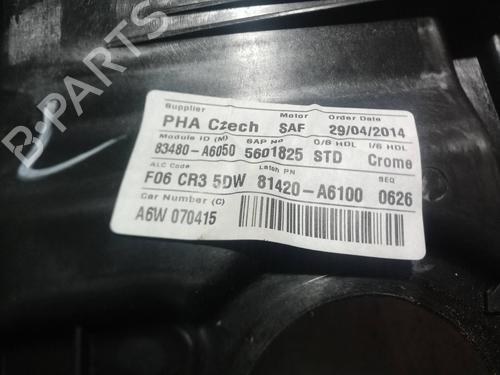 B-PARTS
Supplier Motor Order Date
PHA Czech SAF 29/04/2014
Module ID (M) SAP No O/S HDL I/S HDL
83480-A6050 5601825 STD Crome
ALC Code Latch PN SEQ
F06 CR3 5DW 81420-A6100 0626
Car Number (C)
A6W 070415